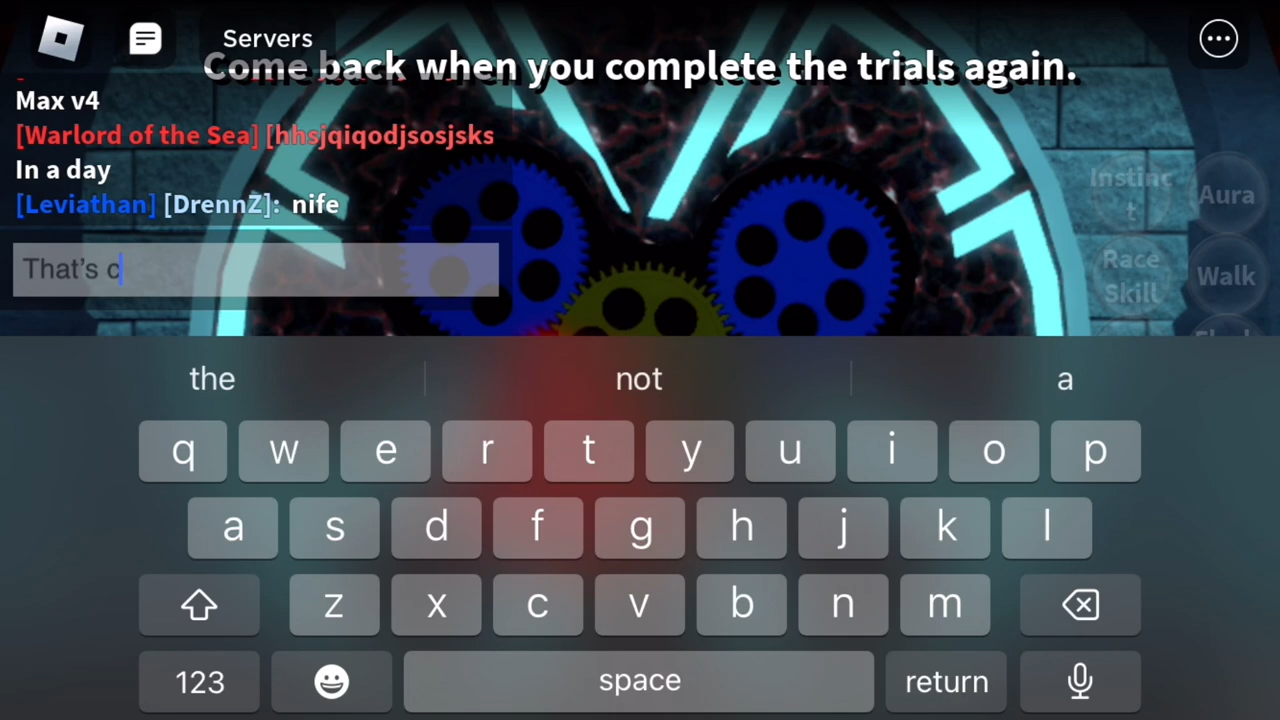 Servers
Come back when you complete the trials again.
Max v4
[Warlord of the Sea] [hhsjqiqodjsosjsks
In a day
[Leviathan] [DrennZ]: nife
That's c
Instinct
Aura
Race Skill
Walk
the not a
q w e r t y u i o p
a s d f g h j k l
z x c v b n m
123 space return